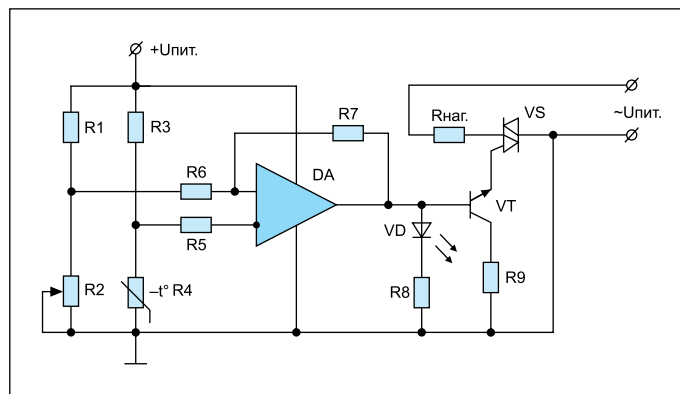 +Uпит.
R1
R3
R7
Rнаг.
VS
~Uпит.
R6
DA
R5
VD
VT
R2
–t° R4
R8
R9